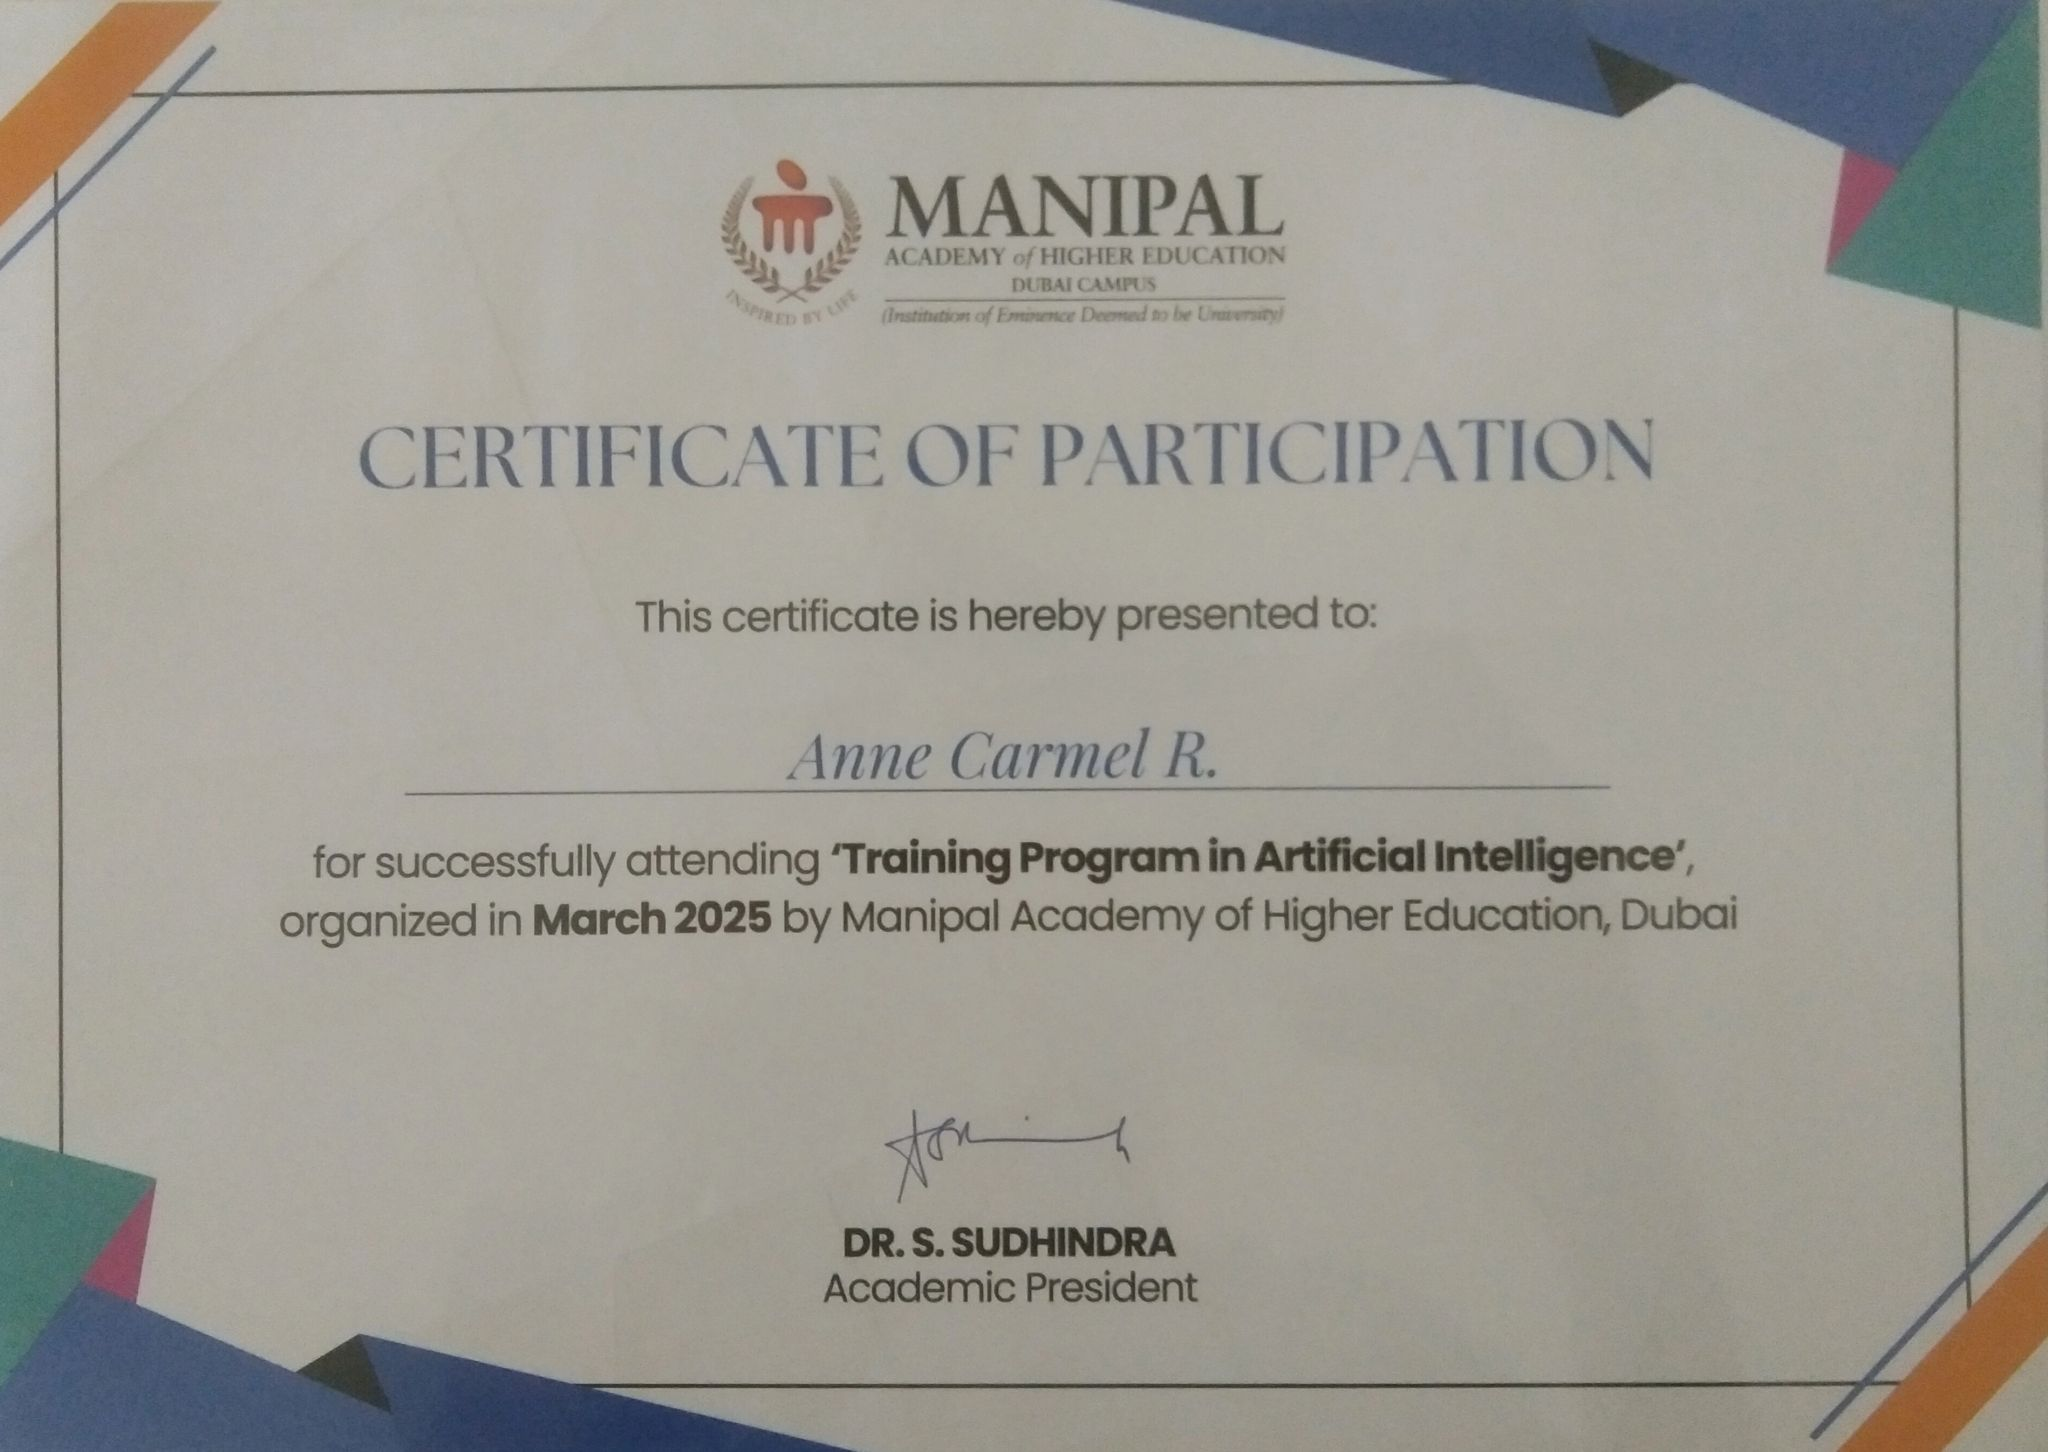 MANIPAL
ACADEMY of HIGHER EDUCATION
DUBAI CAMPUS
(Institution of Eminence Deemed to be University)
INSPIRED BY LIFE
CERTIFICATE OF PARTICIPATION
This certificate is hereby presented to:
Anne Carmel R.
for successfully attending ‘Training Program in Artificial Intelligence’,
organized in March 2025 by Manipal Academy of Higher Education, Dubai
DR. S. SUDHINDRA
Academic President